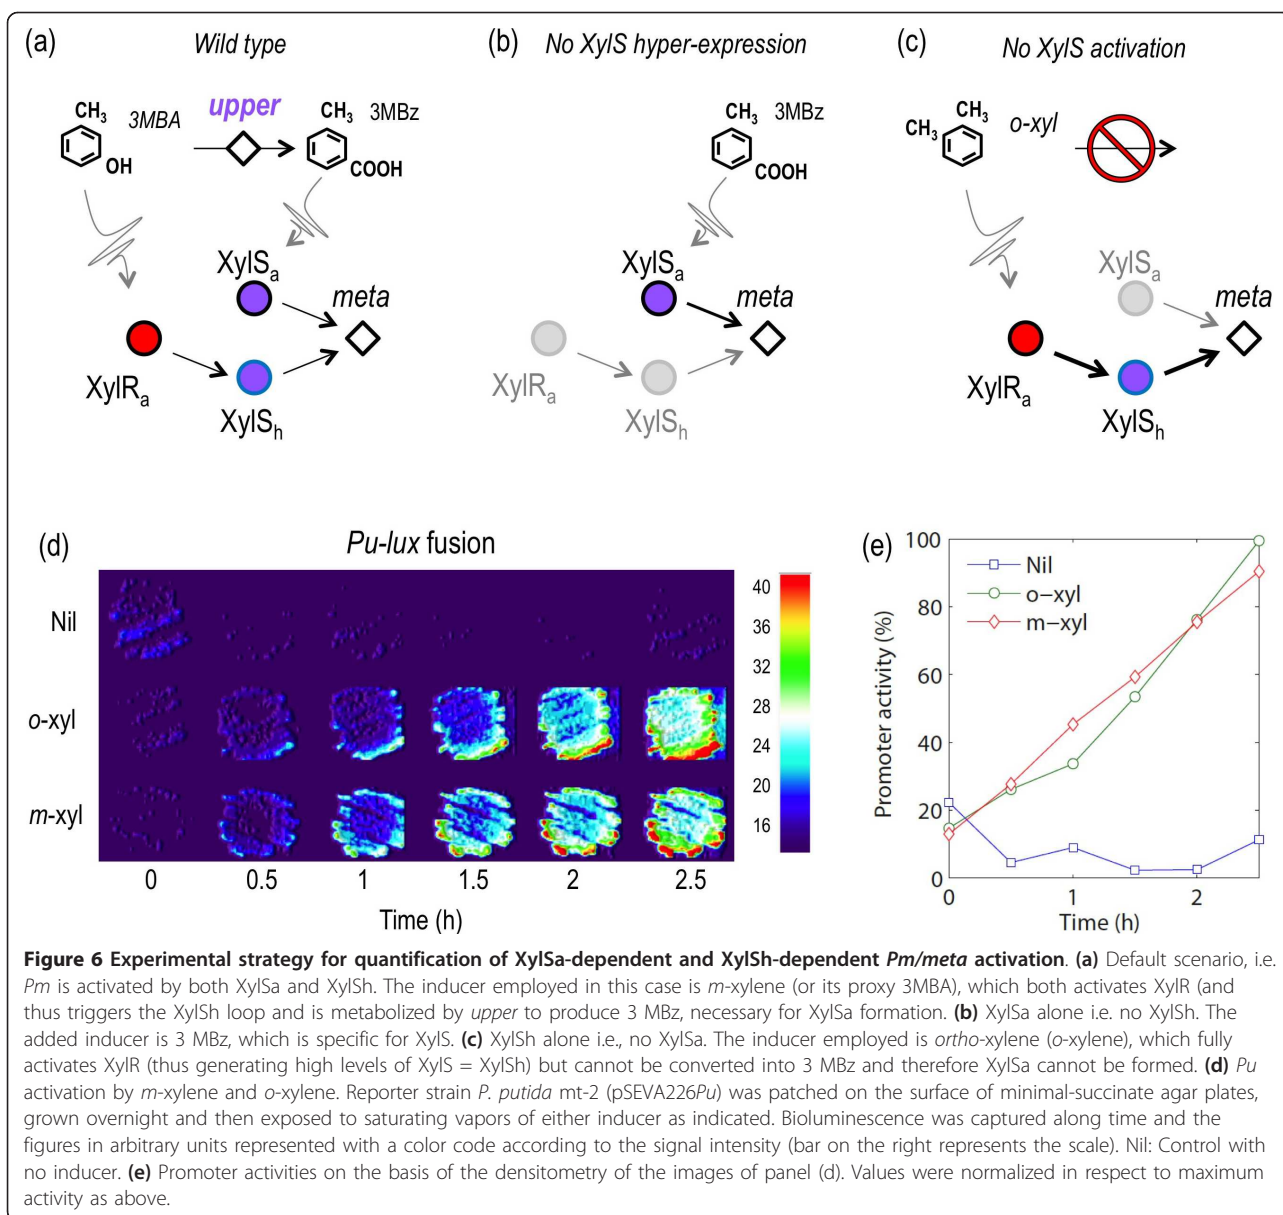 (a) Wild type
(b) No XylS hyper-expression
(c) No XylS activation
CH3 3MBA upper CH3 3MBz
OH COOH
XylSa
meta
XylRa
XylSh
CH3 3MBz
COOH
XylSa
meta
XylRa
XylSh
CH3 CH3 o-xyl
XylSa
meta
XylRa
XylSh
(d) Pu-lux fusion
Nil
o-xyl
m-xyl
0 0.5 1 1.5 2 2.5
Time (h)
40
36
32
28
24
20
16
(e)
Nil
o-xyl
m-xyl
Promoter activity (%)
100
80
60
40
20
0
0 1 2
Time (h)
Figure 6 Experimental strategy for quantification of XylSa-dependent and XylSh-dependent Pm/meta activation. (a) Default scenario, i.e.
Pm is activated by both XylSa and XylSh. The inducer employed in this case is m-xylene (or its proxy 3MBA), which both activates XylR (and
thus triggers the XylSh loop and is metabolized by upper to produce 3 MBz, necessary for XylSa formation. (b) XylSa alone i.e. no XylSh. The
added inducer is 3 MBz, which is specific for XylS. (c) XylSh alone i.e., no XylSa. The inducer employed is ortho-xylene (o-xylene), which fully
activates XylR (thus generating high levels of XylS = XylSh) but cannot be converted into 3 MBz and therefore XylSa cannot be formed. (d) Pu
activation by m-xylene and o-xylene. Reporter strain P. putida mt-2 (pSEVA226Pu) was patched on the surface of minimal-succinate agar plates,
grown overnight and then exposed to saturating vapors of either inducer as indicated. Bioluminescence was captured along time and the
figures in arbitrary units represented with a color code according to the signal intensity (bar on the right represents the scale). Nil: Control with
no inducer. (e) Promoter activities on the basis of the densitometry of the images of panel (d). Values were normalized in respect to maximum
activity as above.